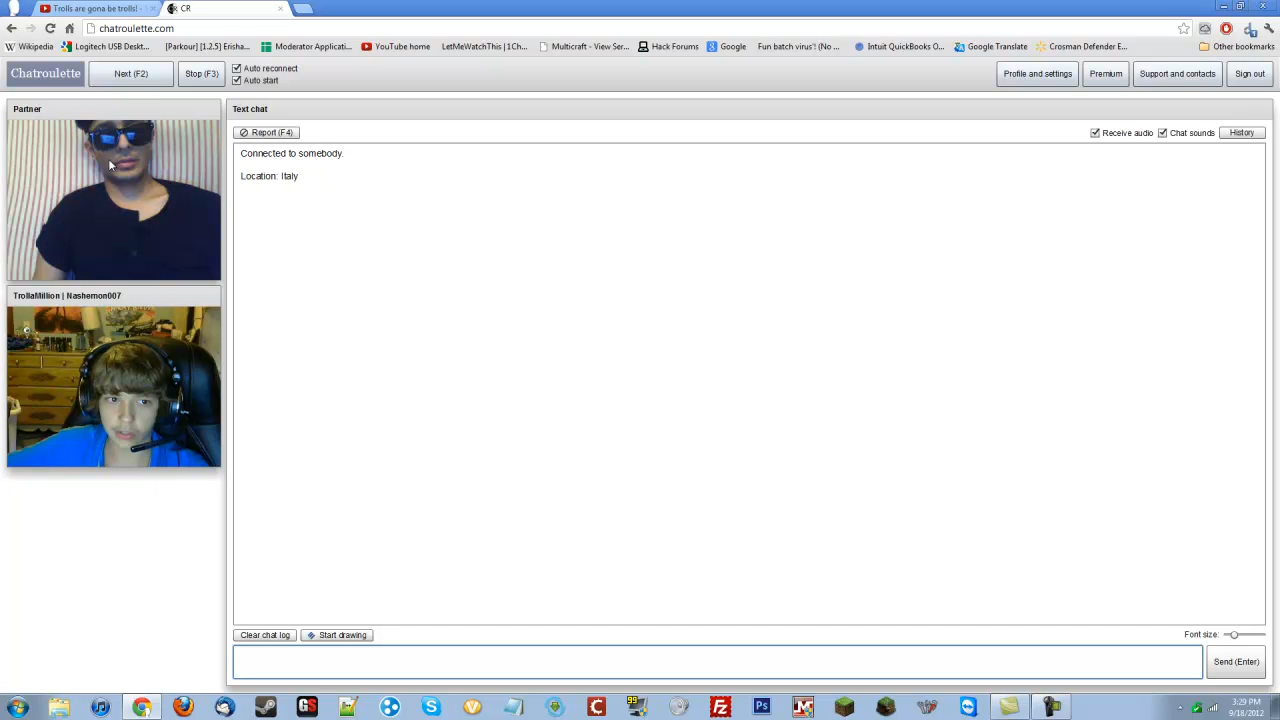 Trolls are gona be trolls! -
CR
chatroulette.com
Wikipedia
Logitech USB Deskt...
[Parkour] [1.2.5] Erisha...
Moderator Applicati...
YouTube home
LetMeWatchThis | 1Ch...
Multicraft - View Ser...
Hack Forums
Google
Fun batch virus'! (No ...
Intuit QuickBooks O...
Google Translate
Crosman Defender E...
Other bookmarks
Chatroulette
Next (F2)
Stop (F3)
Auto reconnect
Auto start
Profile and settings
Premium
Support and contacts
Sign out
Partner
Text chat
Report (F4)
Receive audio
Chat sounds
History
Connected to somebody.
Location: Italy
TrollaMillion | Nashemon007
Clear chat log
Start drawing
Font size:
Send (Enter)
99
3:29 PM
9/18/2012